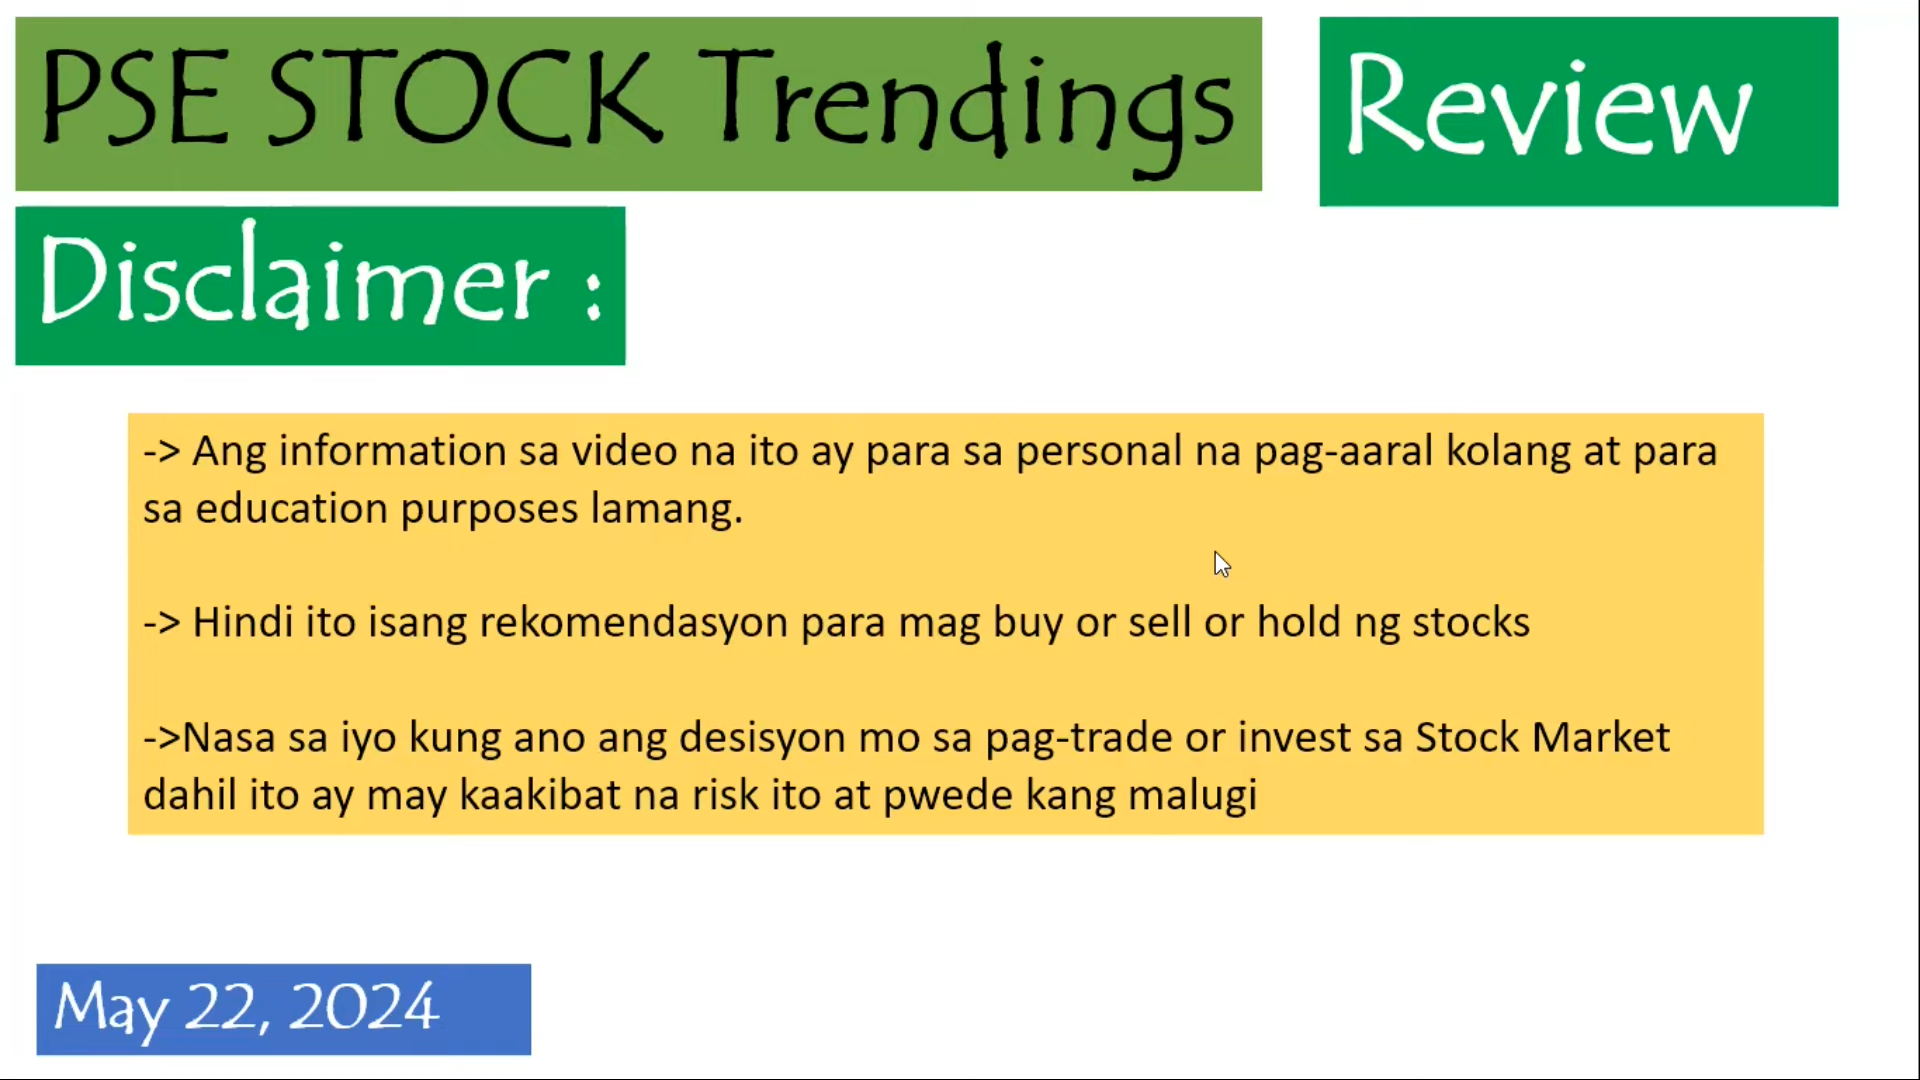 PSE STOCK Trendings
Review
Disclaimer :
-> Ang information sa video na ito ay para sa personal na pag-aaral kolang at para
sa education purposes lamang.
-> Hindi ito isang rekomendasyon para mag buy or sell or hold ng stocks
->Nasa sa iyo kung ano ang desisyon mo sa pag-trade or invest sa Stock Market
dahil ito ay may kaakibat na risk ito at pwede kang malugi
May 22, 2024